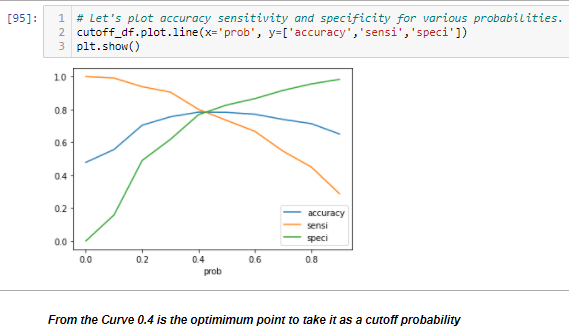 [95]:
1 # Let's plot accuracy sensitivity and specificity for various probabilities.
2 cutoff_df.plot.line(x='prob', y=['accuracy','sensi','speci'])
3 plt.show()
1.0
0.8
0.6
0.4
0.2
0.0
accuracy
sensi
speci
0.0 0.2 0.4 0.6 0.8
prob
From the Curve 0.4 is the optimimum point to take it as a cutoff probability